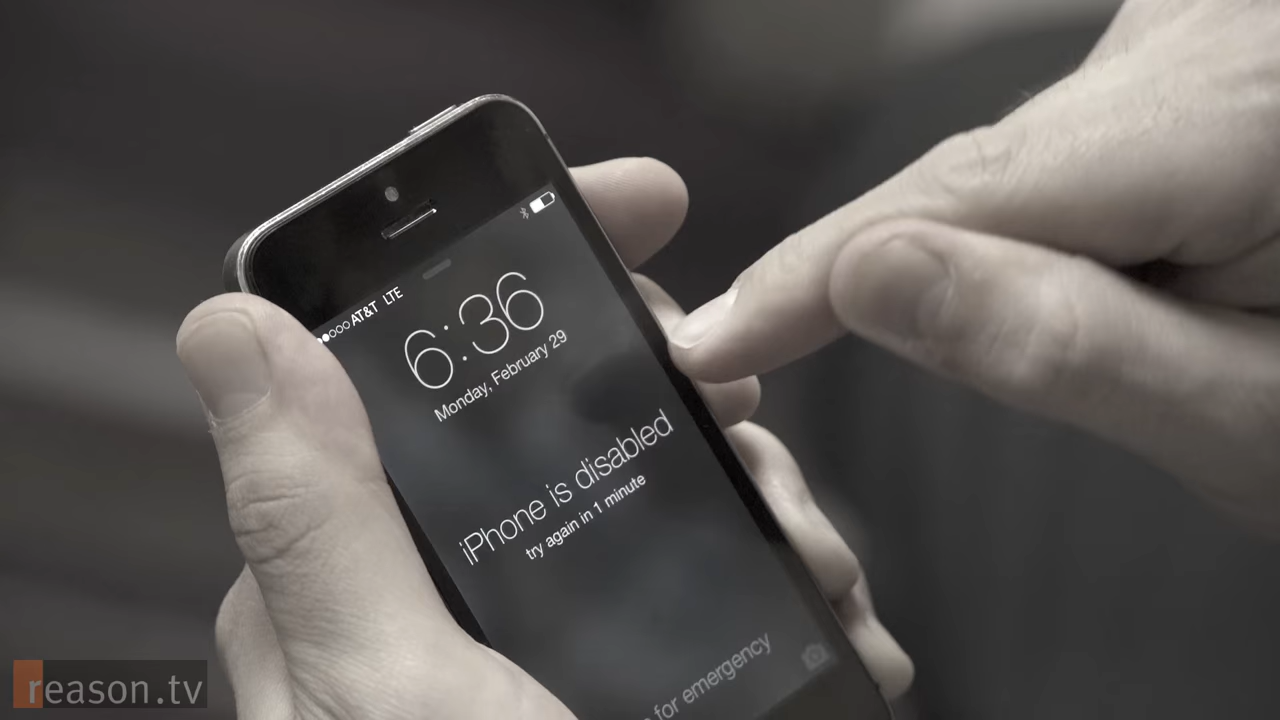 AT&T LTE
6:36
Monday, February 29
iPhone is disabled
try again in 1 minute
for emergency
reason.tv